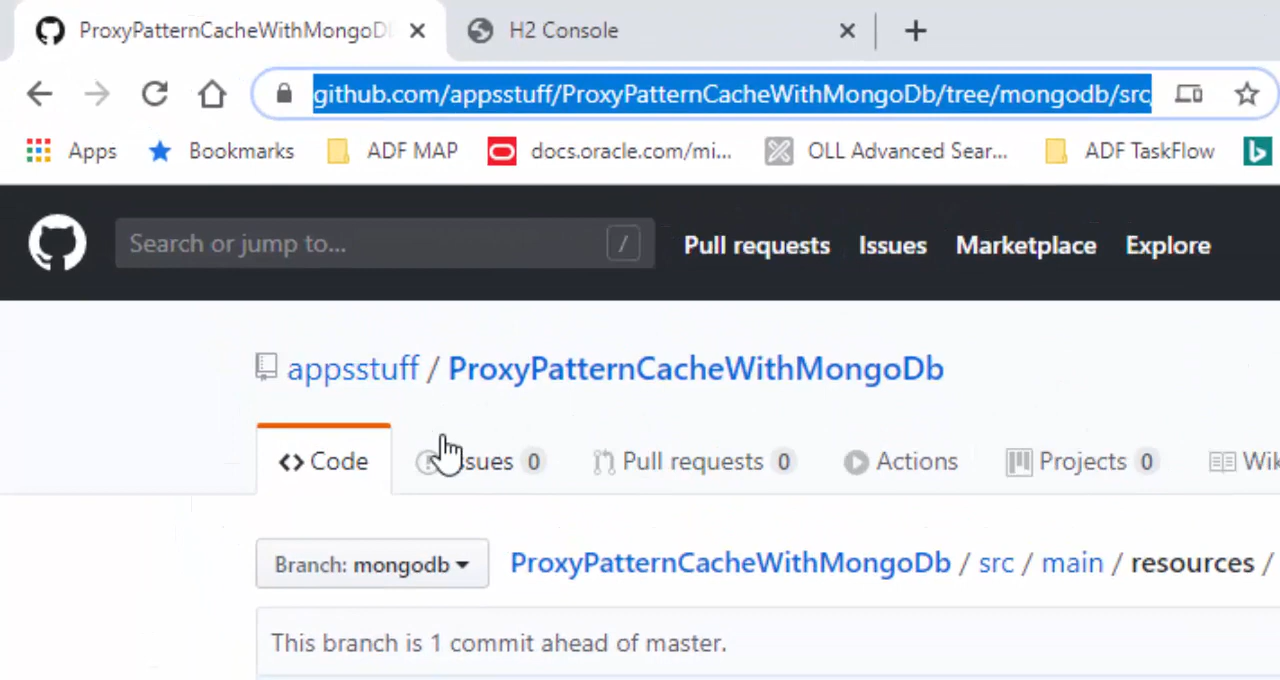 ProxyPatternCacheWithMongoD
H2 Console
github.com/appsstuff/ProxyPatternCacheWithMongoDb/tree/mongodb/src
Apps Bookmarks ADF MAP docs.oracle.com/mi... OLL Advanced Sear... ADF TaskFlow
Search or jump to... / Pull requests Issues Marketplace Explore
appsstuff / ProxyPatternCacheWithMongoDb
<> Code Issues 0 Pull requests 0 Actions Projects 0 Wik
Branch: mongodb ProxyPatternCacheWithMongoDb / src / main / resources /
This branch is 1 commit ahead of master.